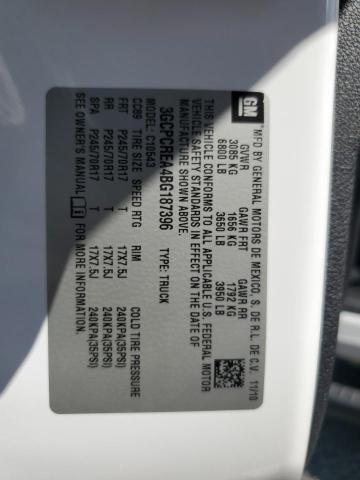 GM
*MFD BY GENERAL MOTORS DE MEXICO, S. DE R.L. DE C.V. 11/10
GVWR GAWR FRT GAWR RR
3085 KG 1656 KG 1792 KG
6800 LB 3650 LB 3950 LB
THIS VEHICLE CONFORMS TO ALL APPLICABLE U.S. FEDERAL MOTOR
VEHICLE SAFETY STANDARDS IN EFFECT ON THE DATE OF
MANUFACTURE SHOWN ABOVE.
3GCPCREA4BG187396 TYPE: TRUCK
MODEL: C10543
CC89 TIRE SIZE SPEED RTG RIM COLD TIRE PRESSURE
FRT P245/70R17 T 17X7.5J 240KPA(35PSI)
RR P245/70R17 T 17X7.5J 240KPA(35PSI)
SPA P245/70R17 T 17X7.5J 240KPA(35PSI)
SEE OWNER'S MANUAL FOR MORE INFORMATION.